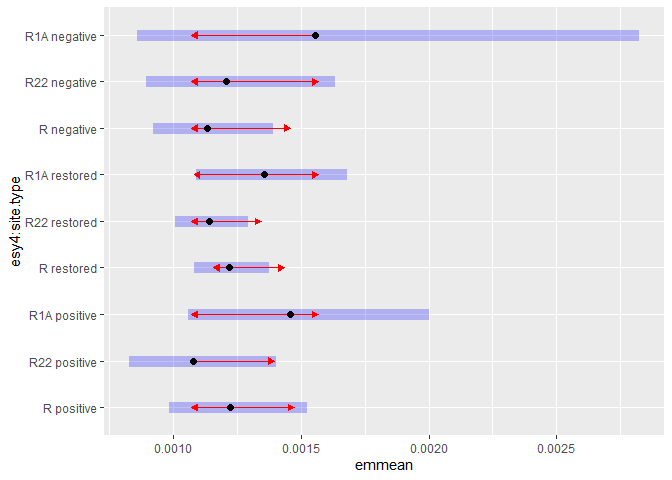 R1A negative
R22 negative
R negative
R1A restored
R22 restored
R restored
R1A positive
R22 positive
R positive
esy4:site.type
0.0010 0.0015 0.0020 0.0025
emmean